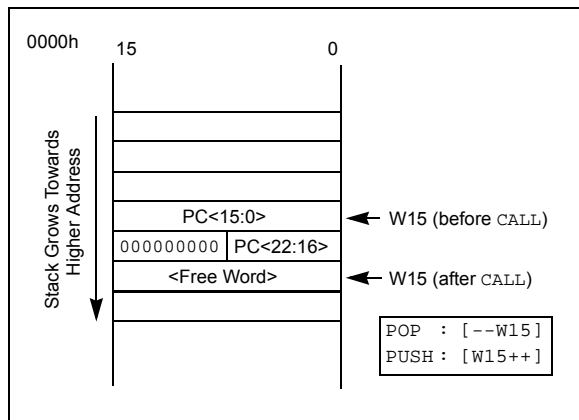 0000h
15 0
Stack Grows Towards
Higher Address
PC<15:0>
W15 (before CALL)
000000000 PC<22:16>
<Free Word>
W15 (after CALL)
POP : [--W15]
PUSH : [W15++]